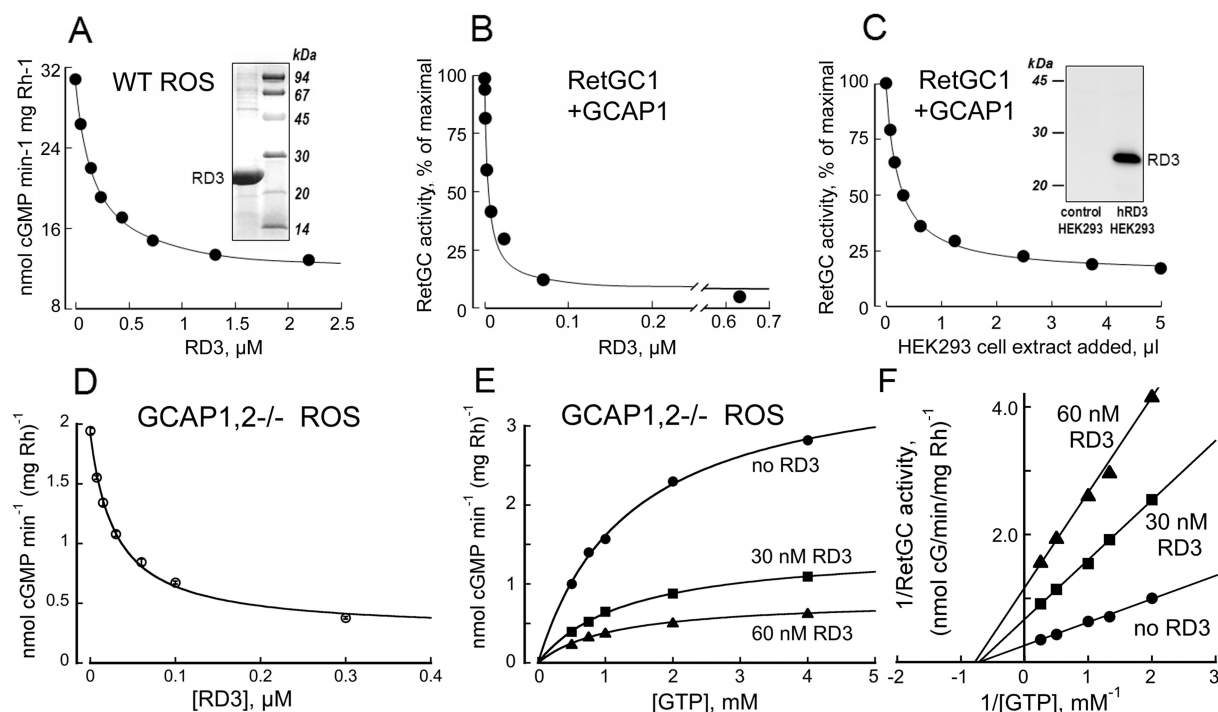 A
WT ROS
nmol cGMP min-1 mg Rh-1
32
24
16
8
0
0.5
1.0
1.5
2.0
2.5
RD3, µM
RD3
kDa
94
67
45
30
20
14
B
RetGC1
+GCAP1
RetGC activity, % of maximal
100
75
50
25
0
0
0.1
0.2
0.6
0.7
RD3, µM
C
RetGC1
+GCAP1
RetGC activity, % of maximal
100
75
50
25
0
0
1
2
3
4
5
HEK293 cell extract added, µl
kDa
45
30
20
RD3
control hRD3
HEK293 HEK293
D
GCAP1,2-/- ROS
nmol cGMP min⁻¹ (mg Rh)⁻¹
2
1.5
1
0.5
0
0
0.1
0.2
0.3
0.4
[RD3], µM
E
GCAP1,2-/- ROS
nmol cGMP min⁻¹ (mg Rh)⁻¹
3
2
1
0
no RD3
30 nM RD3
60 nM RD3
0
1
2
3
4
5
[GTP], mM
F
1/RetGC activity,
(nmol cG/min/mg Rh)⁻¹
4.0
2.0
60 nM
RD3
30 nM
RD3
no RD3
-2
-1
0
1
2
3
1/[GTP], mM⁻¹